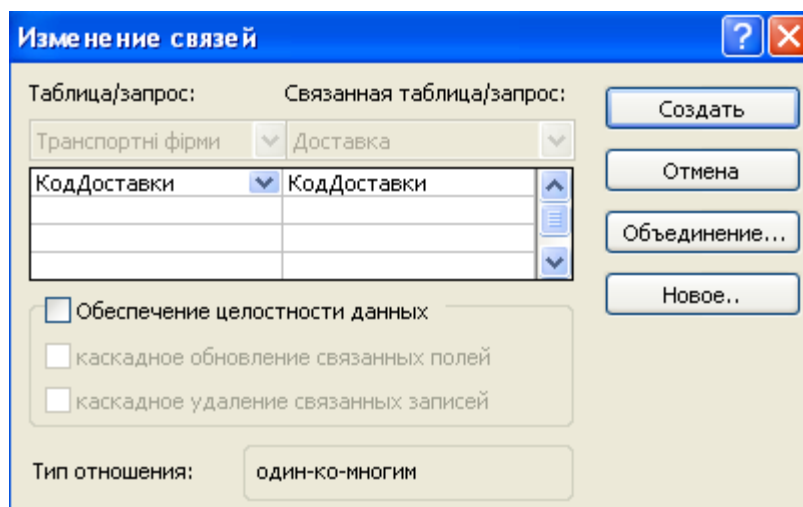 Изменение связей
Таблица/запрос: Связанная таблица/запрос:
Создать
Транспортні фірми Доставка
КодДоставки КодДоставки
Отмена
Объединение...
Новое..
Обеспечение целостности данных
каскадное обновление связанных полей
каскадное удаление связанных записей
Тип отношения: один-ко-многим